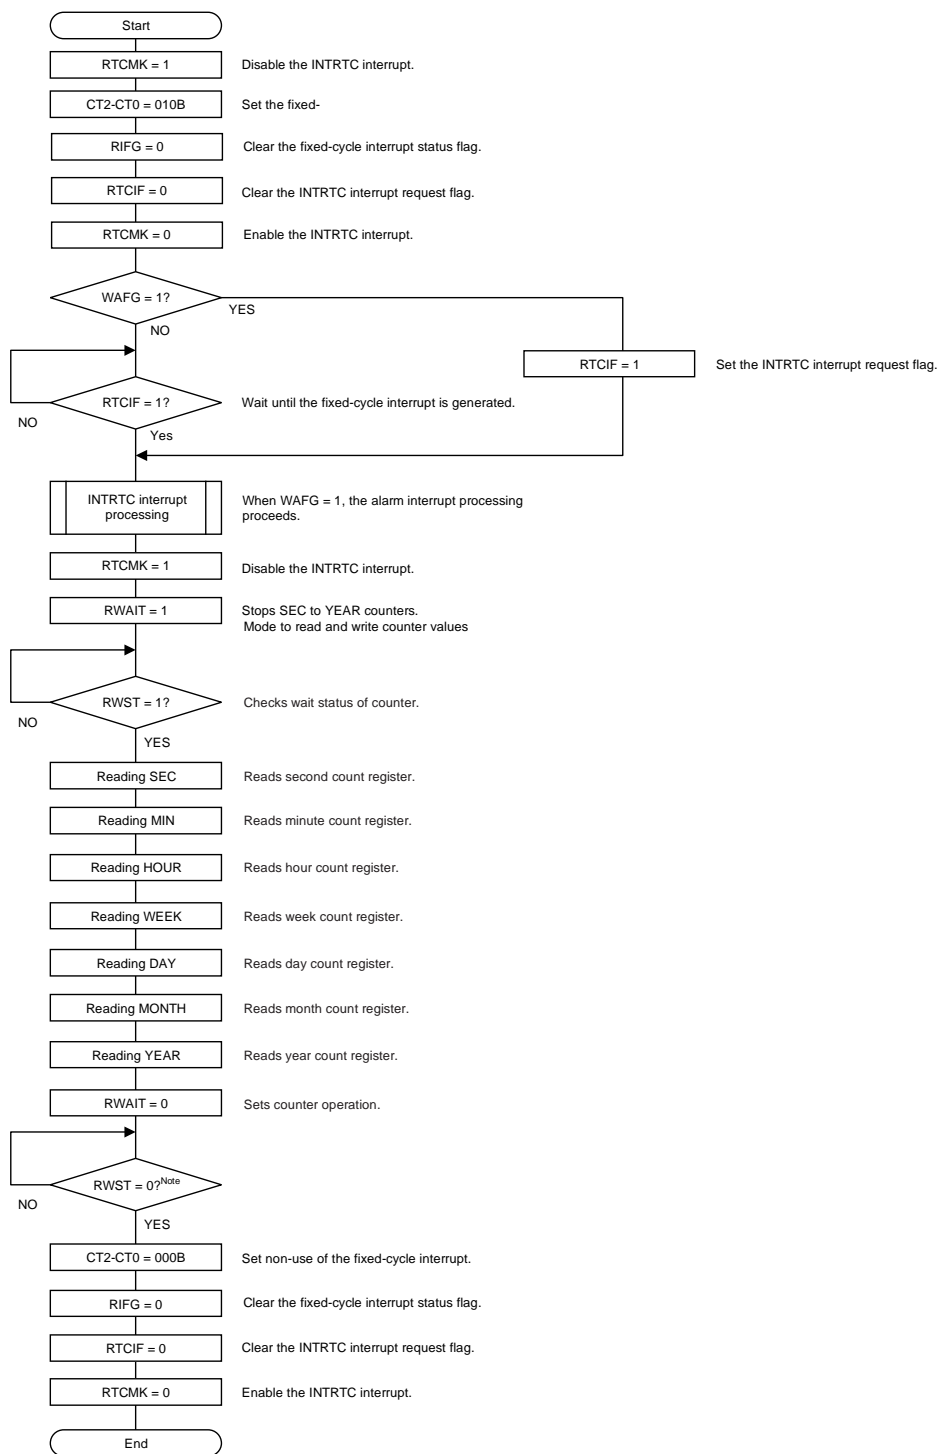 Start
RTCMK = 1
Disable the INTRTC interrupt.
CT2-CT0 = 010B
Set the fixed-
RIFG = 0
Clear the fixed-cycle interrupt status flag.
RTCIF = 0
Clear the INTRTC interrupt request flag.
RTCMK = 0
Enable the INTRTC interrupt.
WAFG = 1?
YES
NO
RTCIF = 1
Set the INTRTC interrupt request flag.
RTCIF = 1?
Wait until the fixed-cycle interrupt is generated.
NO
Yes
INTRTC interrupt
processing
When WAFG = 1, the alarm interrupt processing
proceeds.
RTCMK = 1
Disable the INTRTC interrupt.
RWAIT = 1
Stops SEC to YEAR counters.
Mode to read and write counter values
RWST = 1?
Checks wait status of counter.
NO
YES
Reading SEC
Reads second count register.
Reading MIN
Reads minute count register.
Reading HOUR
Reads hour count register.
Reading WEEK
Reads week count register.
Reading DAY
Reads day count register.
Reading MONTH
Reads month count register.
Reading YEAR
Reads year count register.
RWAIT = 0
Sets counter operation.
RWST = 0?Note
NO
YES
CT2-CT0 = 000B
Set non-use of the fixed-cycle interrupt.
RIFG = 0
Clear the fixed-cycle interrupt status flag.
RTCIF = 0
Clear the INTRTC interrupt request flag.
RTCMK = 0
Enable the INTRTC interrupt.
End